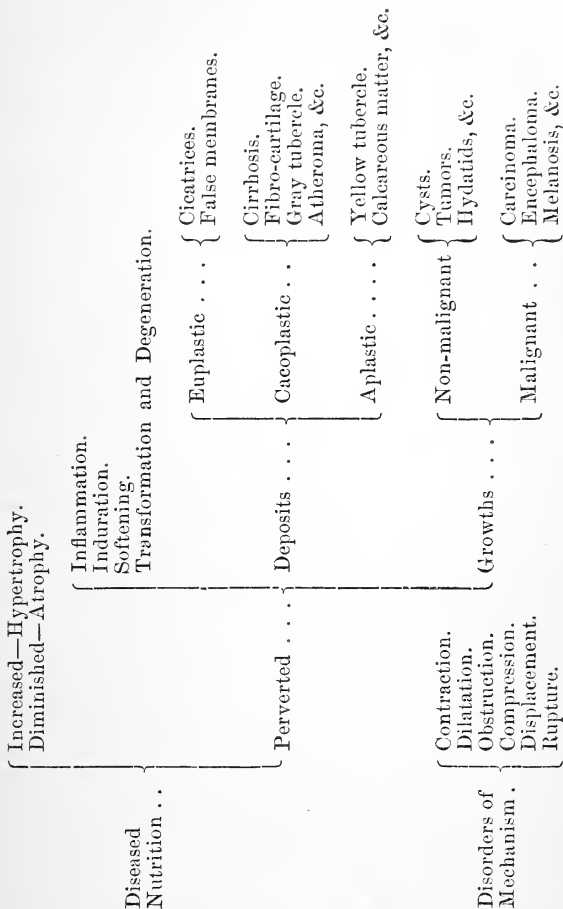 Increased—Hypertrophy.
Diminished—Atrophy.
Diseased
Nutrition . .
Inflammation.
Induration.
Softening.
Transformation and Degeneration.
Perverted . . .
Deposits . . .
Euplastic . . .
Cicatrices.
False membranes.
Cacoplastic . .
Cirrhosis.
Fibro-cartilage.
Gray tubercle.
Atheroma, &c.
Aplastic . . . .
Yellow tubercle.
Calcareous matter, &c.
Growths . . .
Non-malignant
Cysts.
Tumors.
Hydatids, &c.
Malignant . .
Carcinoma.
Encephaloma.
Melanosis, &c.
Disorders of
Mechanism .
Contraction.
Dilatation.
Obstruction.
Compression.
Displacement.
Rupture.